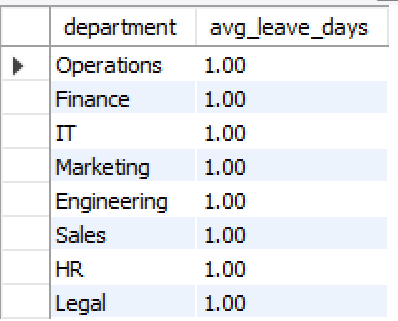 department avg_leave_days
Operations 1.00
Finance 1.00
IT 1.00
Marketing 1.00
Engineering 1.00
Sales 1.00
HR 1.00
Legal 1.00